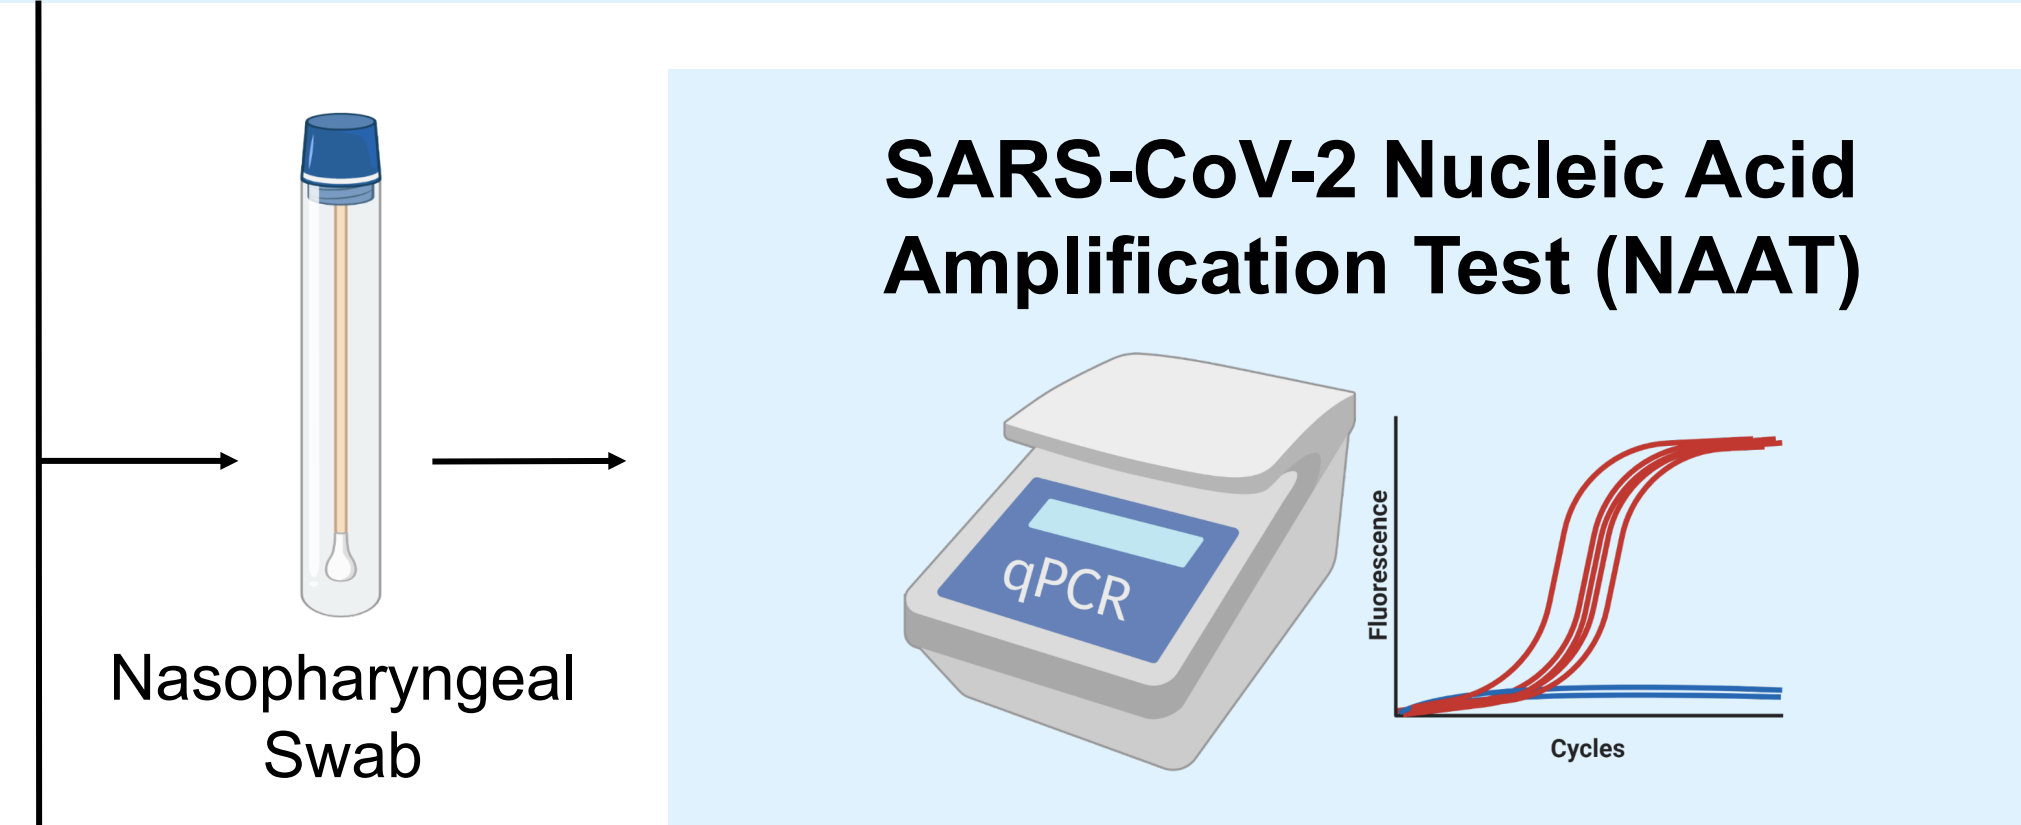 SARS-CoV-2 Nucleic Acid
Amplification Test (NAAT)
qPCR
Fluorescence
Cycles
Nasopharyngeal
Swab